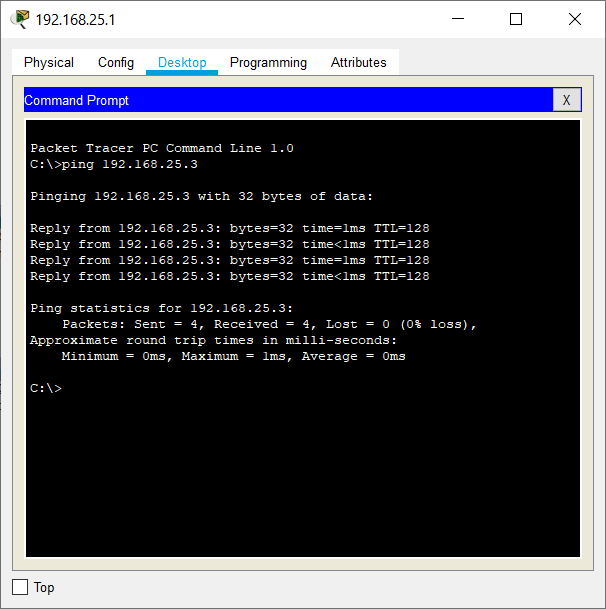 192.168.25.1
Physical Config Desktop Programming Attributes
Command Prompt
X
Packet Tracer PC Command Line 1.0
C:\>ping 192.168.25.3
Pinging 192.168.25.3 with 32 bytes of data:
Reply from 192.168.25.3: bytes=32 time=1ms TTL=128
Reply from 192.168.25.3: bytes=32 time<1ms TTL=128
Reply from 192.168.25.3: bytes=32 time<1ms TTL=128
Reply from 192.168.25.3: bytes=32 time<1ms TTL=128
Ping statistics for 192.168.25.3:
Packets: Sent = 4, Received = 4, Lost = 0 (0% loss),
Approximate round trip times in milli-seconds:
Minimum = 0ms, Maximum = 1ms, Average = 0ms
C:\>
Top